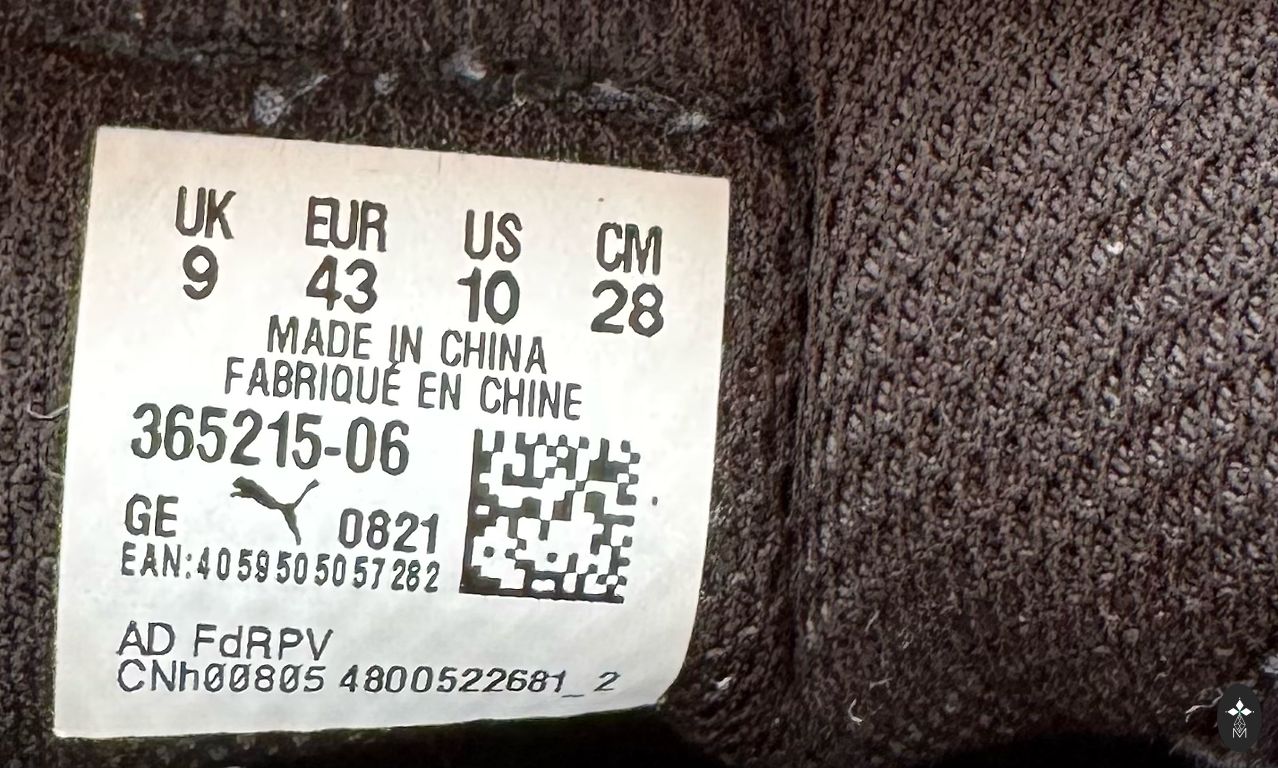 UK EUR US CM
9 43 10 28
MADE IN CHINA
FABRIQUÉ EN CHINE
365215-06
GE 0821
EAN:4059505057282
AD FdRPV
CNh00805 4800522681_2
M